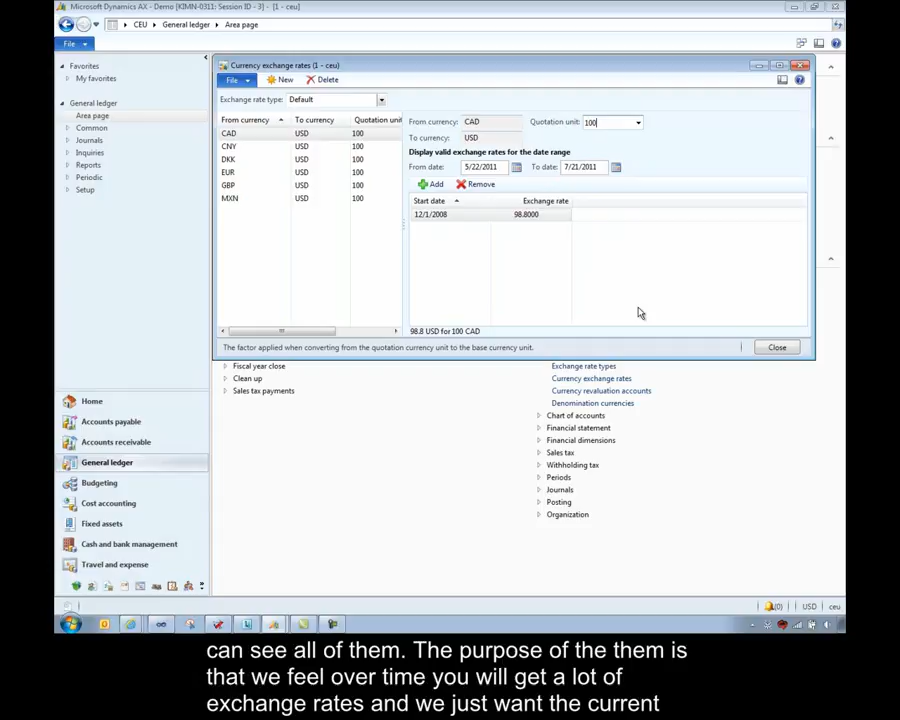 Microsoft Dynamics AX - Demo [KIMN-0311: Session ID - 3] - [1 - ceu]
CEU General ledger Area page
File
Favorites
My favorites
General ledger
Area page
Common
Journals
Inquiries
Reports
Periodic
Setup
Currency exchange rates (1 - ceu)
File New Delete
Exchange rate type: Default
From currency To currency Quotation unit
CAD USD 100
CNY USD 100
DKK USD 100
EUR USD 100
GBP USD 100
MXN USD 100
From currency: CAD Quotation unit: 100
To currency: USD
Display valid exchange rates for the date range
From date: 5/22/2011 To date: 7/21/2011
Add Remove
Start date Exchange rate
12/1/2008 98.8000
98.8 USD for 100 CAD
The factor applied when converting from the quotation currency unit to the base currency unit.
Close
Fiscal year close
Clean up
Sales tax payments
Exchange rate types
Currency exchange rates
Currency revaluation accounts
Denomination currencies
Chart of accounts
Financial statement
Financial dimensions
Sales tax
Withholding tax
Periods
Journals
Posting
Organization
Home
Accounts payable
Accounts receivable
General ledger
Budgeting
Cost accounting
Fixed assets
Cash and bank management
Travel and expense
(0) USD ceu
can see all of them. The purpose of the them is
that we feel over time you will get a lot of
exchange rates and we just want the current